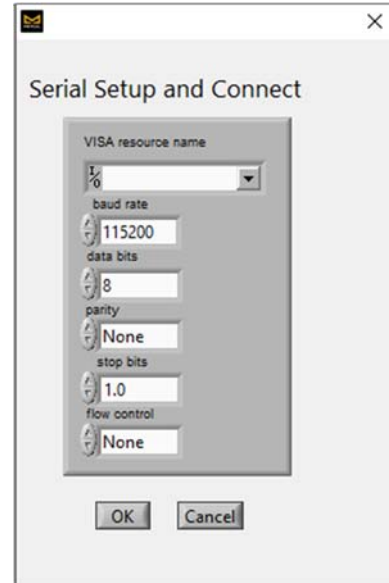 Serial Setup and Connect
VISA resource name
I/O
baud rate
115200
data bits
8
parity
None
stop bits
1.0
flow control
None
OK Cancel